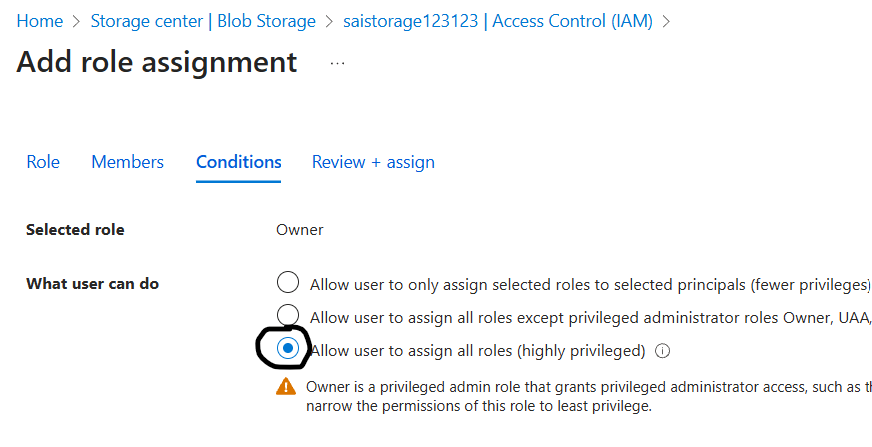 Home > Storage center | Blob Storage > saistorage123123 | Access Control (IAM) >
Add role assignment ...
Role Members Conditions Review + assign
Selected role Owner
What user can do
Allow user to only assign selected roles to selected principals (fewer privileges)
Allow user to assign all roles except privileged administrator roles Owner, UAA,
Allow user to assign all roles (highly privileged)
Owner is a privileged admin role that grants privileged administrator access, such as
narrow the permissions of this role to least privilege.